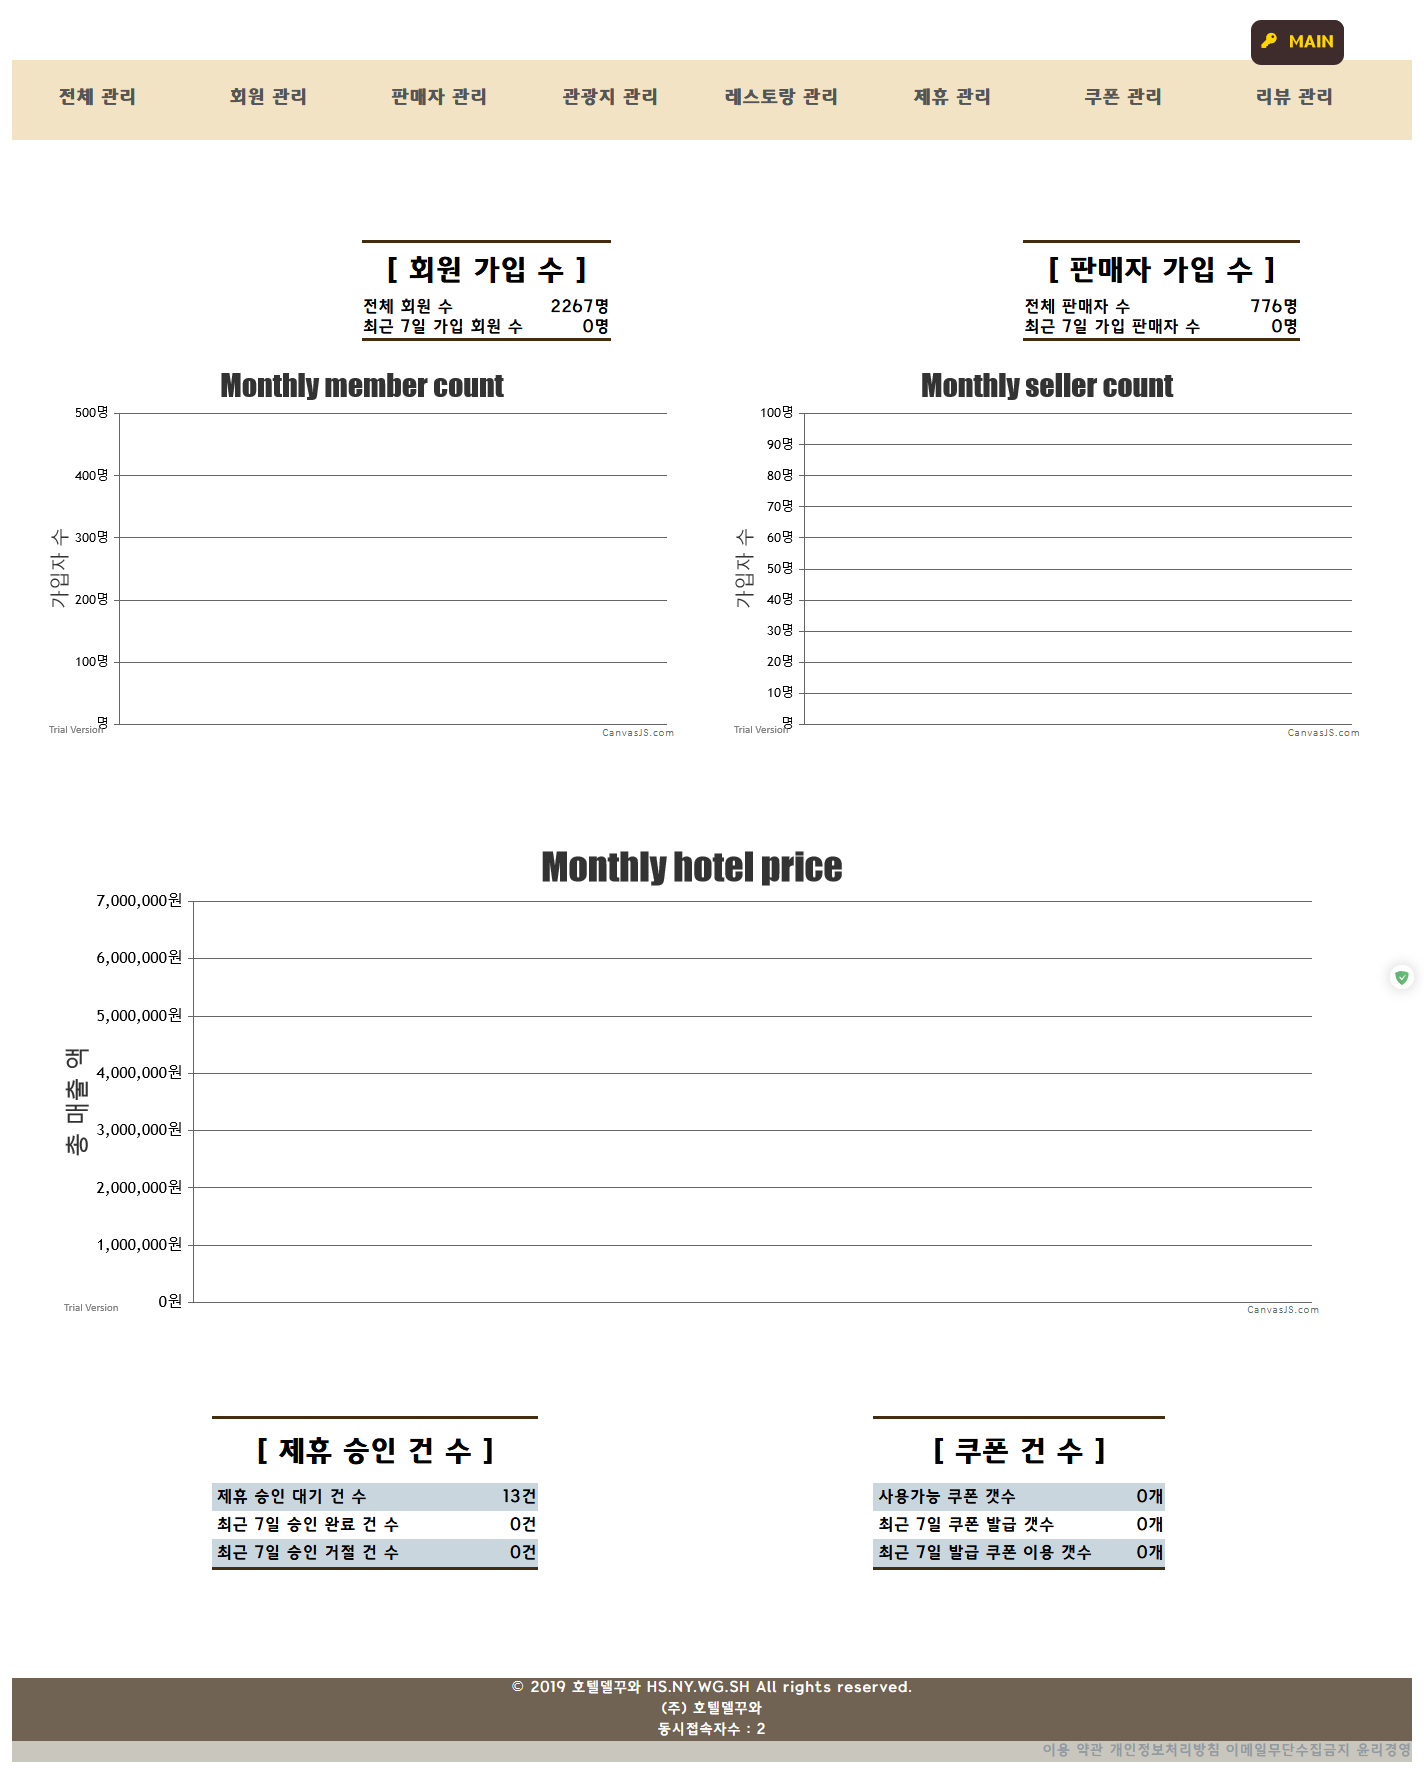 MAIN
전체 관리 회원 관리 판매자 관리 관광지 관리 레스토랑 관리 제휴 관리 쿠폰 관리 리뷰 관리
[ 회원 가입 수 ]
전체 회원 수 2267명
최근 7일 가입 회원 수 0명
[ 판매자 가입 수 ]
전체 판매자 수 776명
최근 7일 가입 판매자 수 0명
Monthly member count
500명
400명
300명
200명
100명
명
가입자 수
Trial Version
CanvasJS.com
Monthly seller count
100명
90명
80명
70명
60명
50명
40명
30명
20명
10명
명
가입자 수
Trial Version
CanvasJS.com
Monthly hotel price
7,000,000원
6,000,000원
5,000,000원
4,000,000원
3,000,000원
2,000,000원
1,000,000원
0원
총 매출 액
Trial Version
CanvasJS.com
[ 제휴 승인 건 수 ]
제휴 승인 대기 건 수 13건
최근 7일 승인 완료 건 수 0건
최근 7일 승인 거절 건 수 0건
[ 쿠폰 건 수 ]
사용가능 쿠폰 갯수 0개
최근 7일 쿠폰 발급 갯수 0개
최근 7일 발급 쿠폰 이용 갯수 0개
© 2019 호텔델꾸와 HS.NY.WG.SH All rights reserved.
(주) 호텔델꾸와
동시접속자수 : 2
이용 약관 개인정보처리방침 이메일무단수집금지 윤리경영